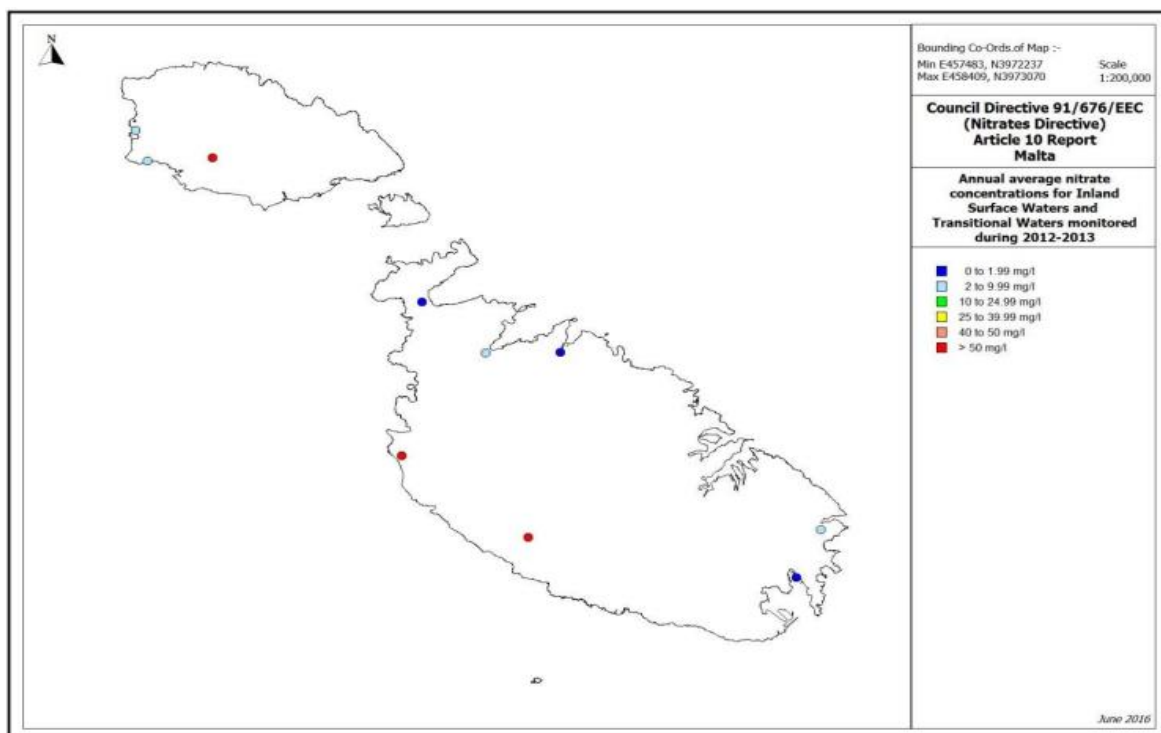 N
Bounding Co-Ords.of Map :-
Min E457483, N3972237
Max E458409, N3973070
Scale
1:200,000
Council Directive 91/676/EEC
(Nitrates Directive)
Article 10 Report
Malta
Annual average nitrate
concentrations for Inland
Surface Waters and
Transitional Waters monitored
during 2012-2013
0 to 1.99 mg/l
2 to 9.99 mg/l
10 to 24.99 mg/l
25 to 39.99 mg/l
40 to 50 mg/l
> 50 mg/l
June 2016